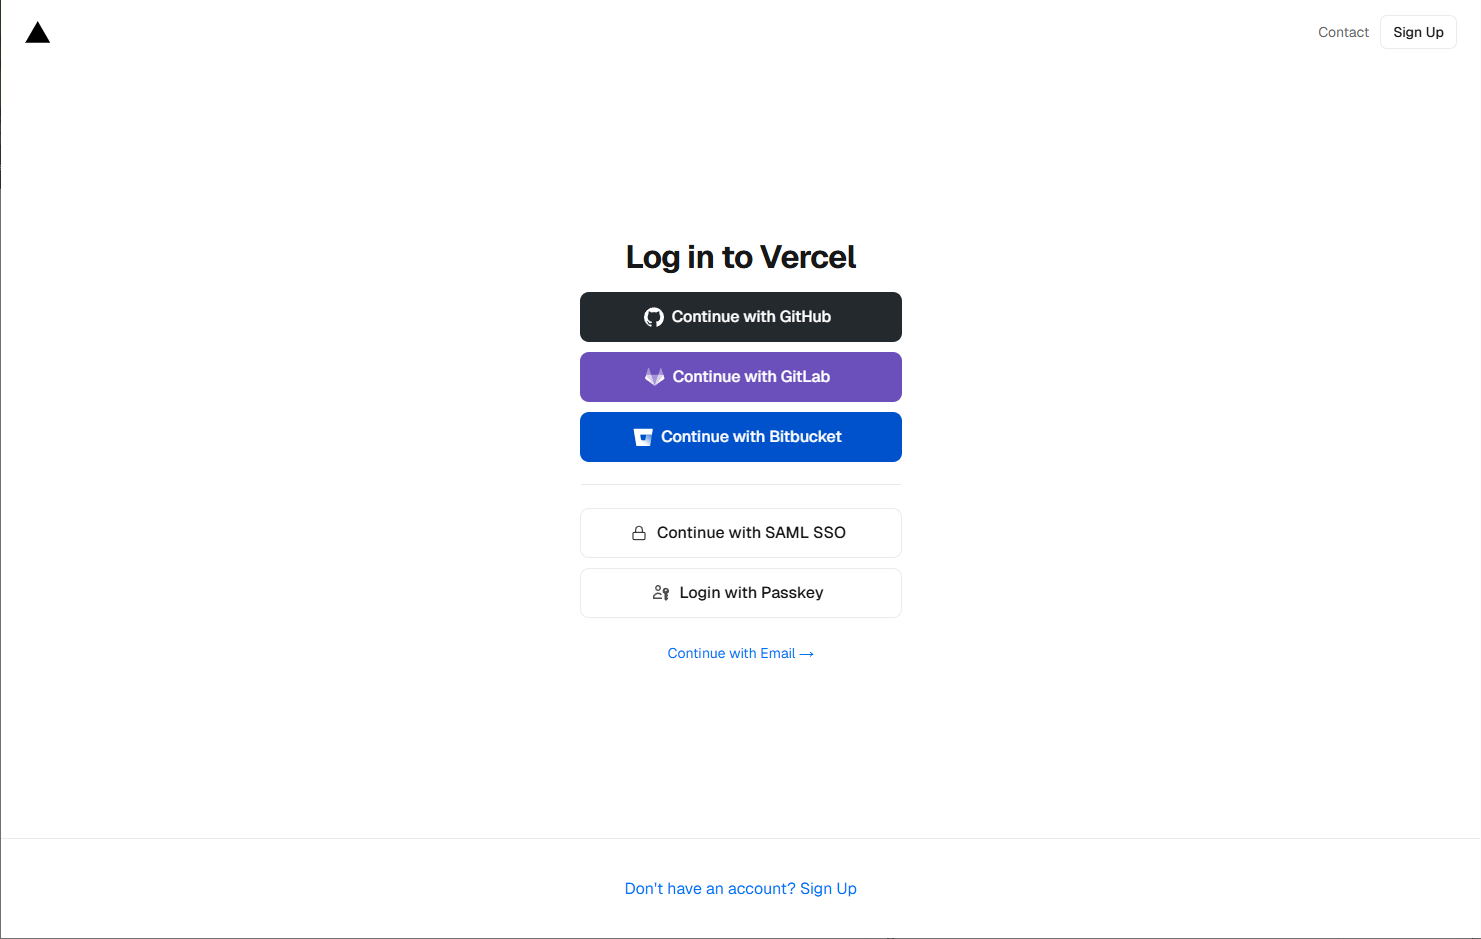 Contact
Sign Up
Log in to Vercel
Continue with GitHub
Continue with GitLab
Continue with Bitbucket
Continue with SAML SSO
Login with Passkey
Continue with Email →
Don't have an account? Sign Up